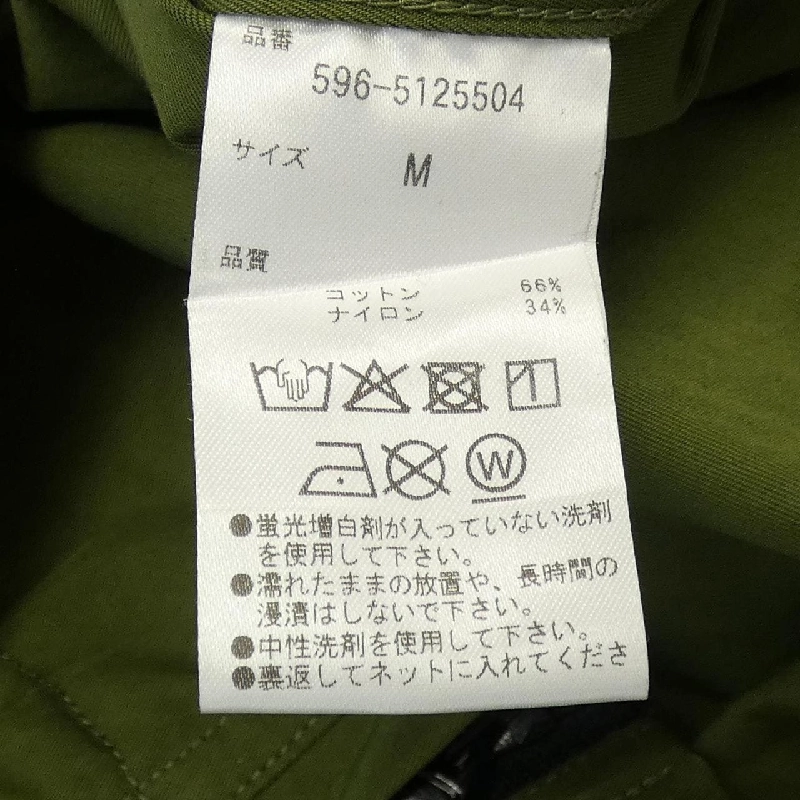 品番
596-5125504
サイズ M
品質
コットン 66%
ナイロン 34%
W
●蛍光増白剤が入っていない洗剤
を使用して下さい。
●濡れたままの放置や、長時間の
浸漬はしないで下さい。
●中性洗剤を使用して下さい。
●裏返してネットに入れてくださ